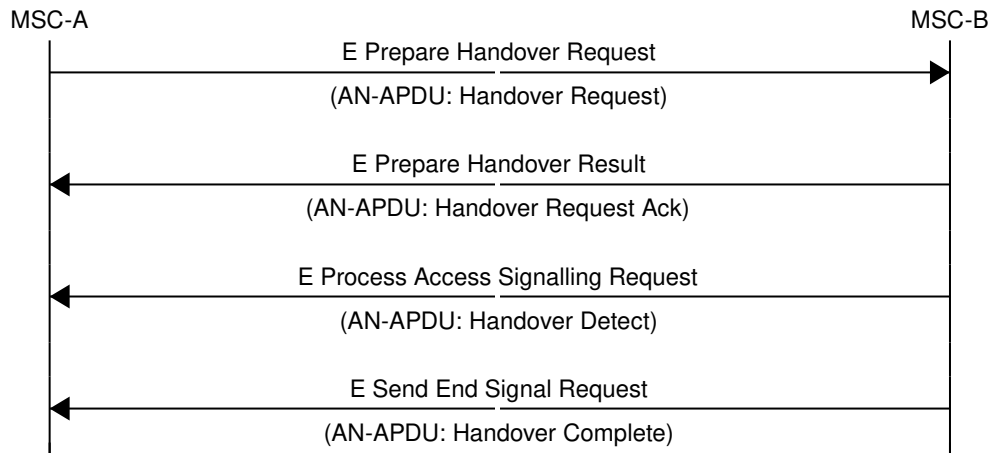 MSC-A
MSC-B
E Prepare Handover Request
(AN-APDU: Handover Request)
E Prepare Handover Result
(AN-APDU: Handover Request Ack)
E Process Access Signalling Request
(AN-APDU: Handover Detect)
E Send End Signal Request
(AN-APDU: Handover Complete)